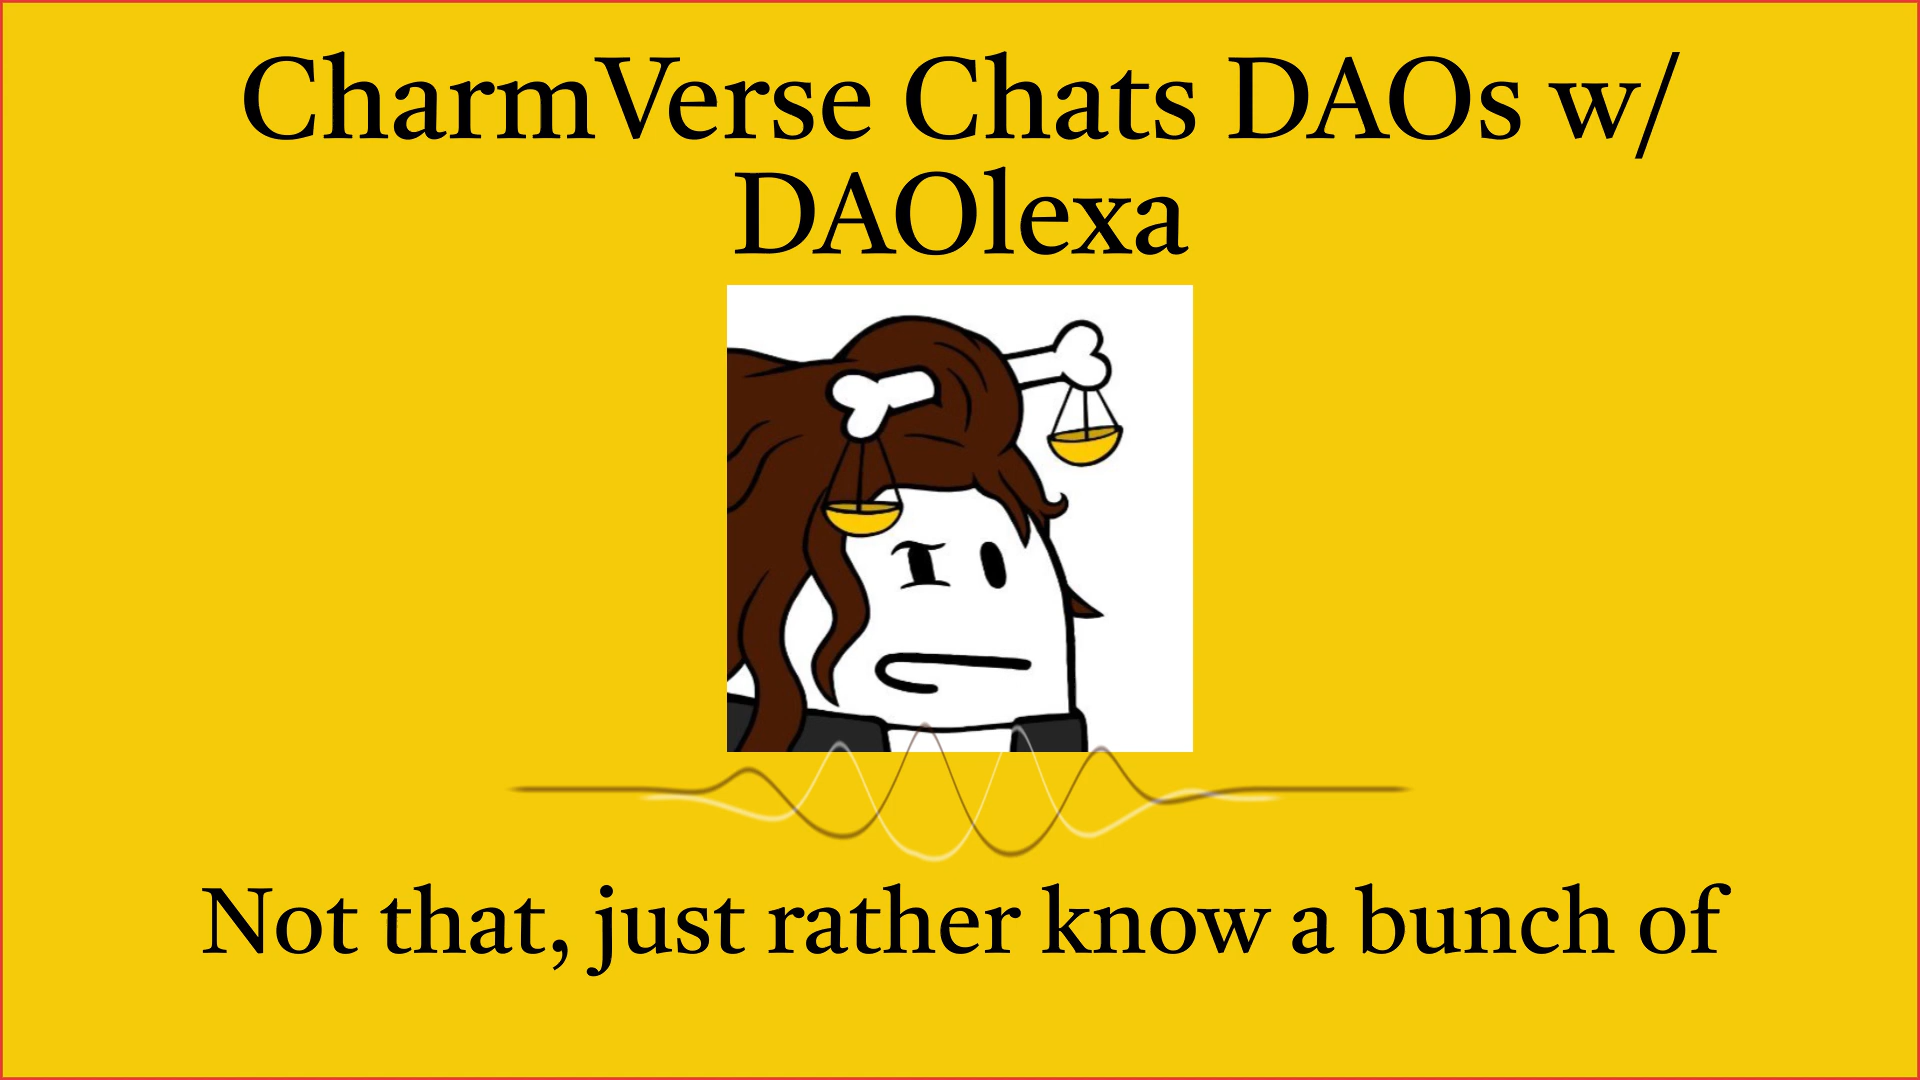 CharmVerse Chats DAOs w/
DAOlexa
Not that, just rather know a bunch of